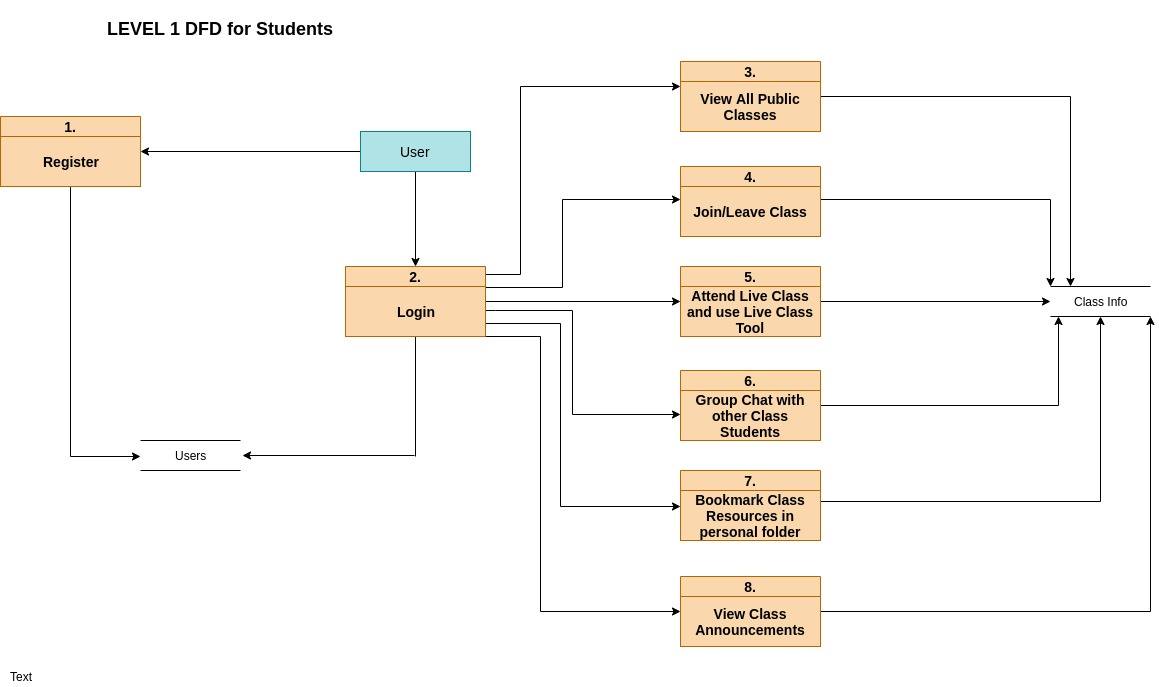 LEVEL 1 DFD for Students
1.
Register
User
2.
Login
Users
3.
View All Public
Classes
4.
Join/Leave Class
5.
Attend Live Class
and use Live Class
Tool
6.
Group Chat with
other Class
Students
7.
Bookmark Class
Resources in
personal folder
8.
View Class
Announcements
Class Info
Text